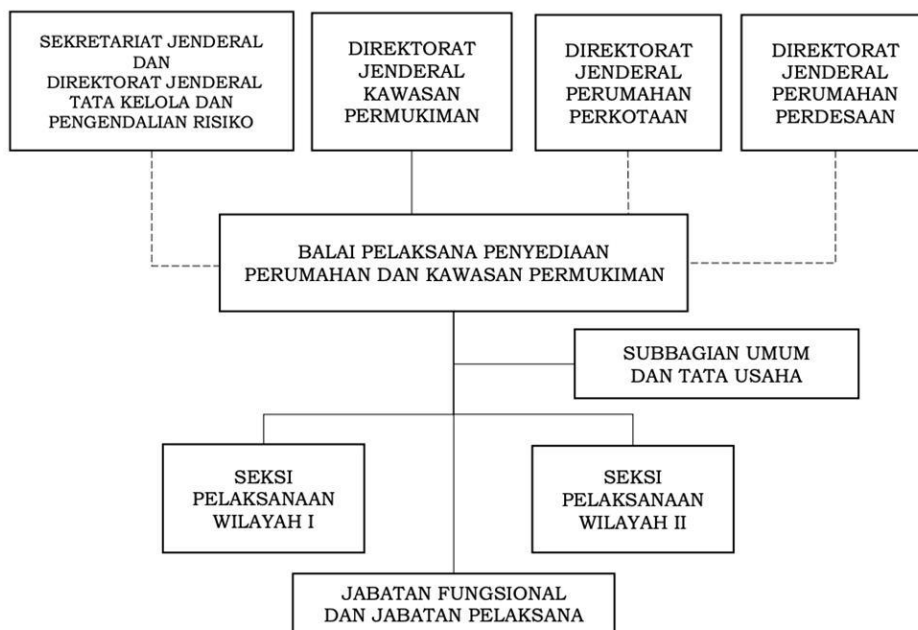 SEKRETARIAT JENDERAL
DAN
DIREKTORAT JENDERAL
TATA KELOLA DAN
PENGENDALIAN RISIKO
DIREKTORAT
JENDERAL
KAWASAN
PERMUKIMAN
DIREKTORAT
JENDERAL
PERUMAHAN
PERKOTAAN
DIREKTORAT
JENDERAL
PERUMAHAN
PERDESAAN
BALAI PELAKSANA PENYEDIAAN
PERUMAHAN DAN KAWASAN PERMUKIMAN
SUBBAGIAN UMUM
DAN TATA USAHA
SEKSI
PELAKSANAAN
WILAYAH I
SEKSI
PELAKSANAAN
WILAYAH II
JABATAN FUNGSIONAL
DAN JABATAN PELAKSANA